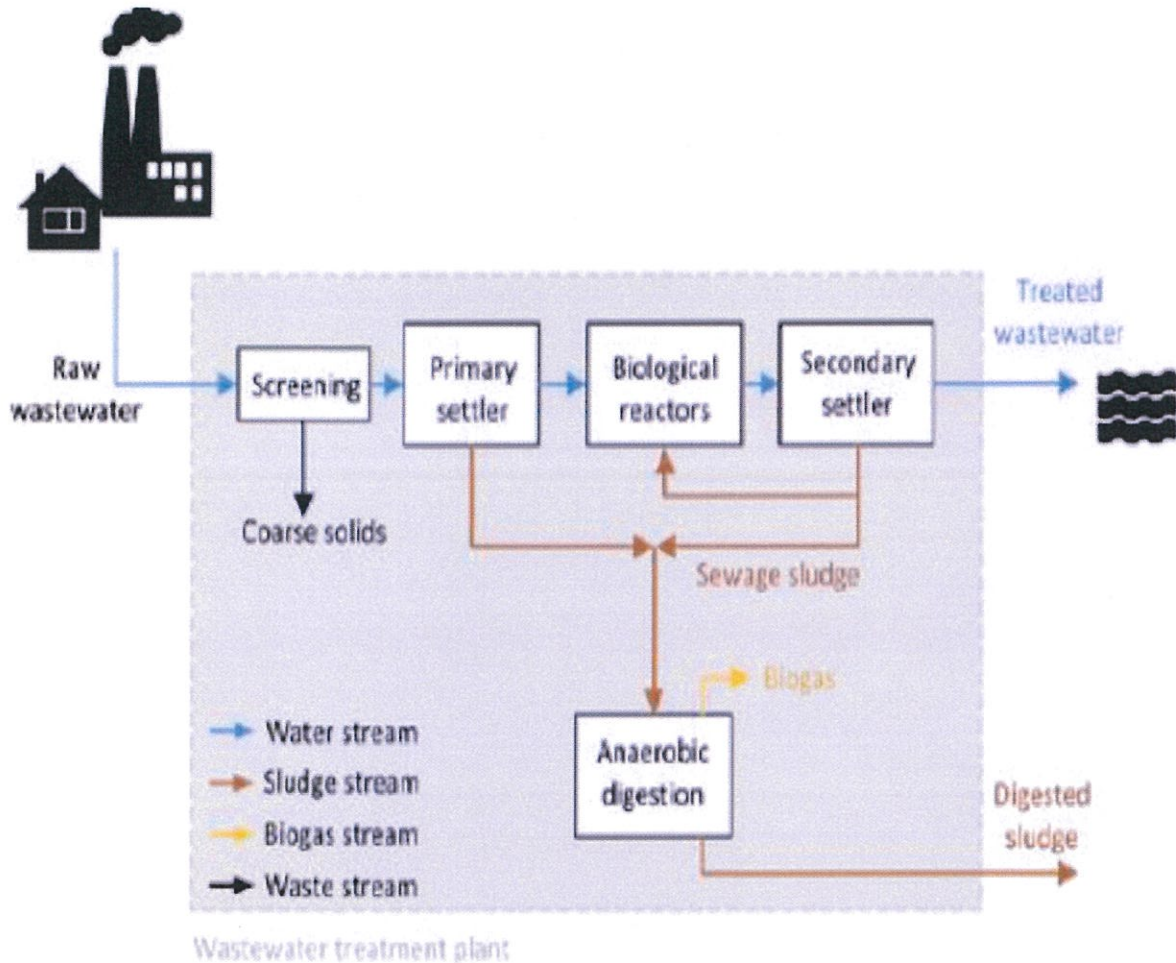 Treated
wastewater
Raw
wastewater
Screening
Primary
settler
Biological
reactors
Secondary
settler
Coarse solids
Sewage sludge
Biogas
Water stream
Sludge stream
Biogas stream
Waste stream
Anaerobic
digestion
Digested
sludge
Wastewater treatment plant